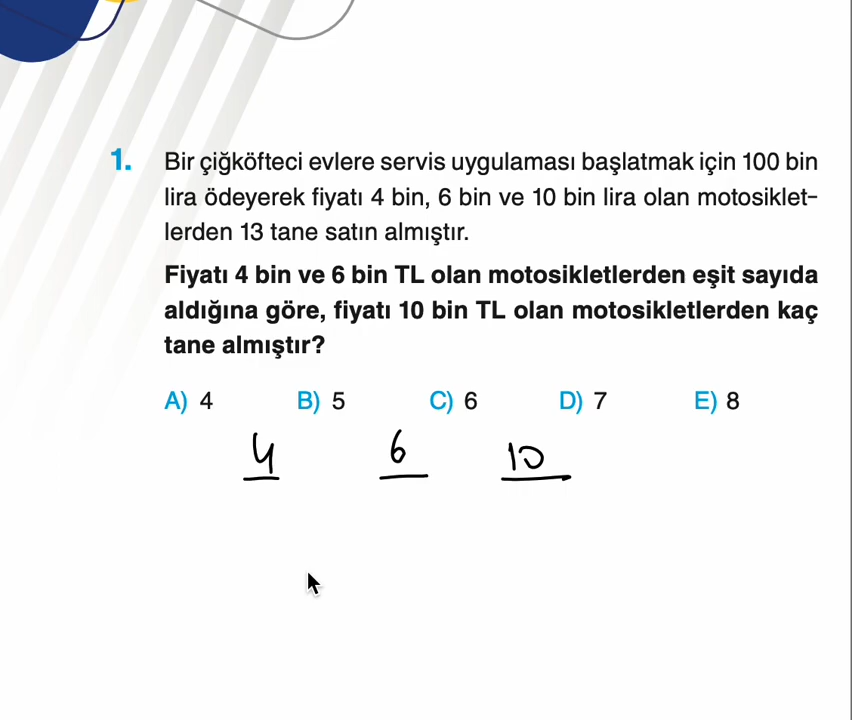 1. Bir çiğköfteci evlere servis uygulaması başlatmak için 100 bin
lira ödeyerek fiyatı 4 bin, 6 bin ve 10 bin lira olan motosiklet-
lerden 13 tane satın almıştır.
Fiyatı 4 bin ve 6 bin TL olan motosikletlerden eşit sayıda
aldığına göre, fiyatı 10 bin TL olan motosikletlerden kaç
tane almıştır?
A) 4 B) 5 C) 6 D) 7 E) 8
4 6 10